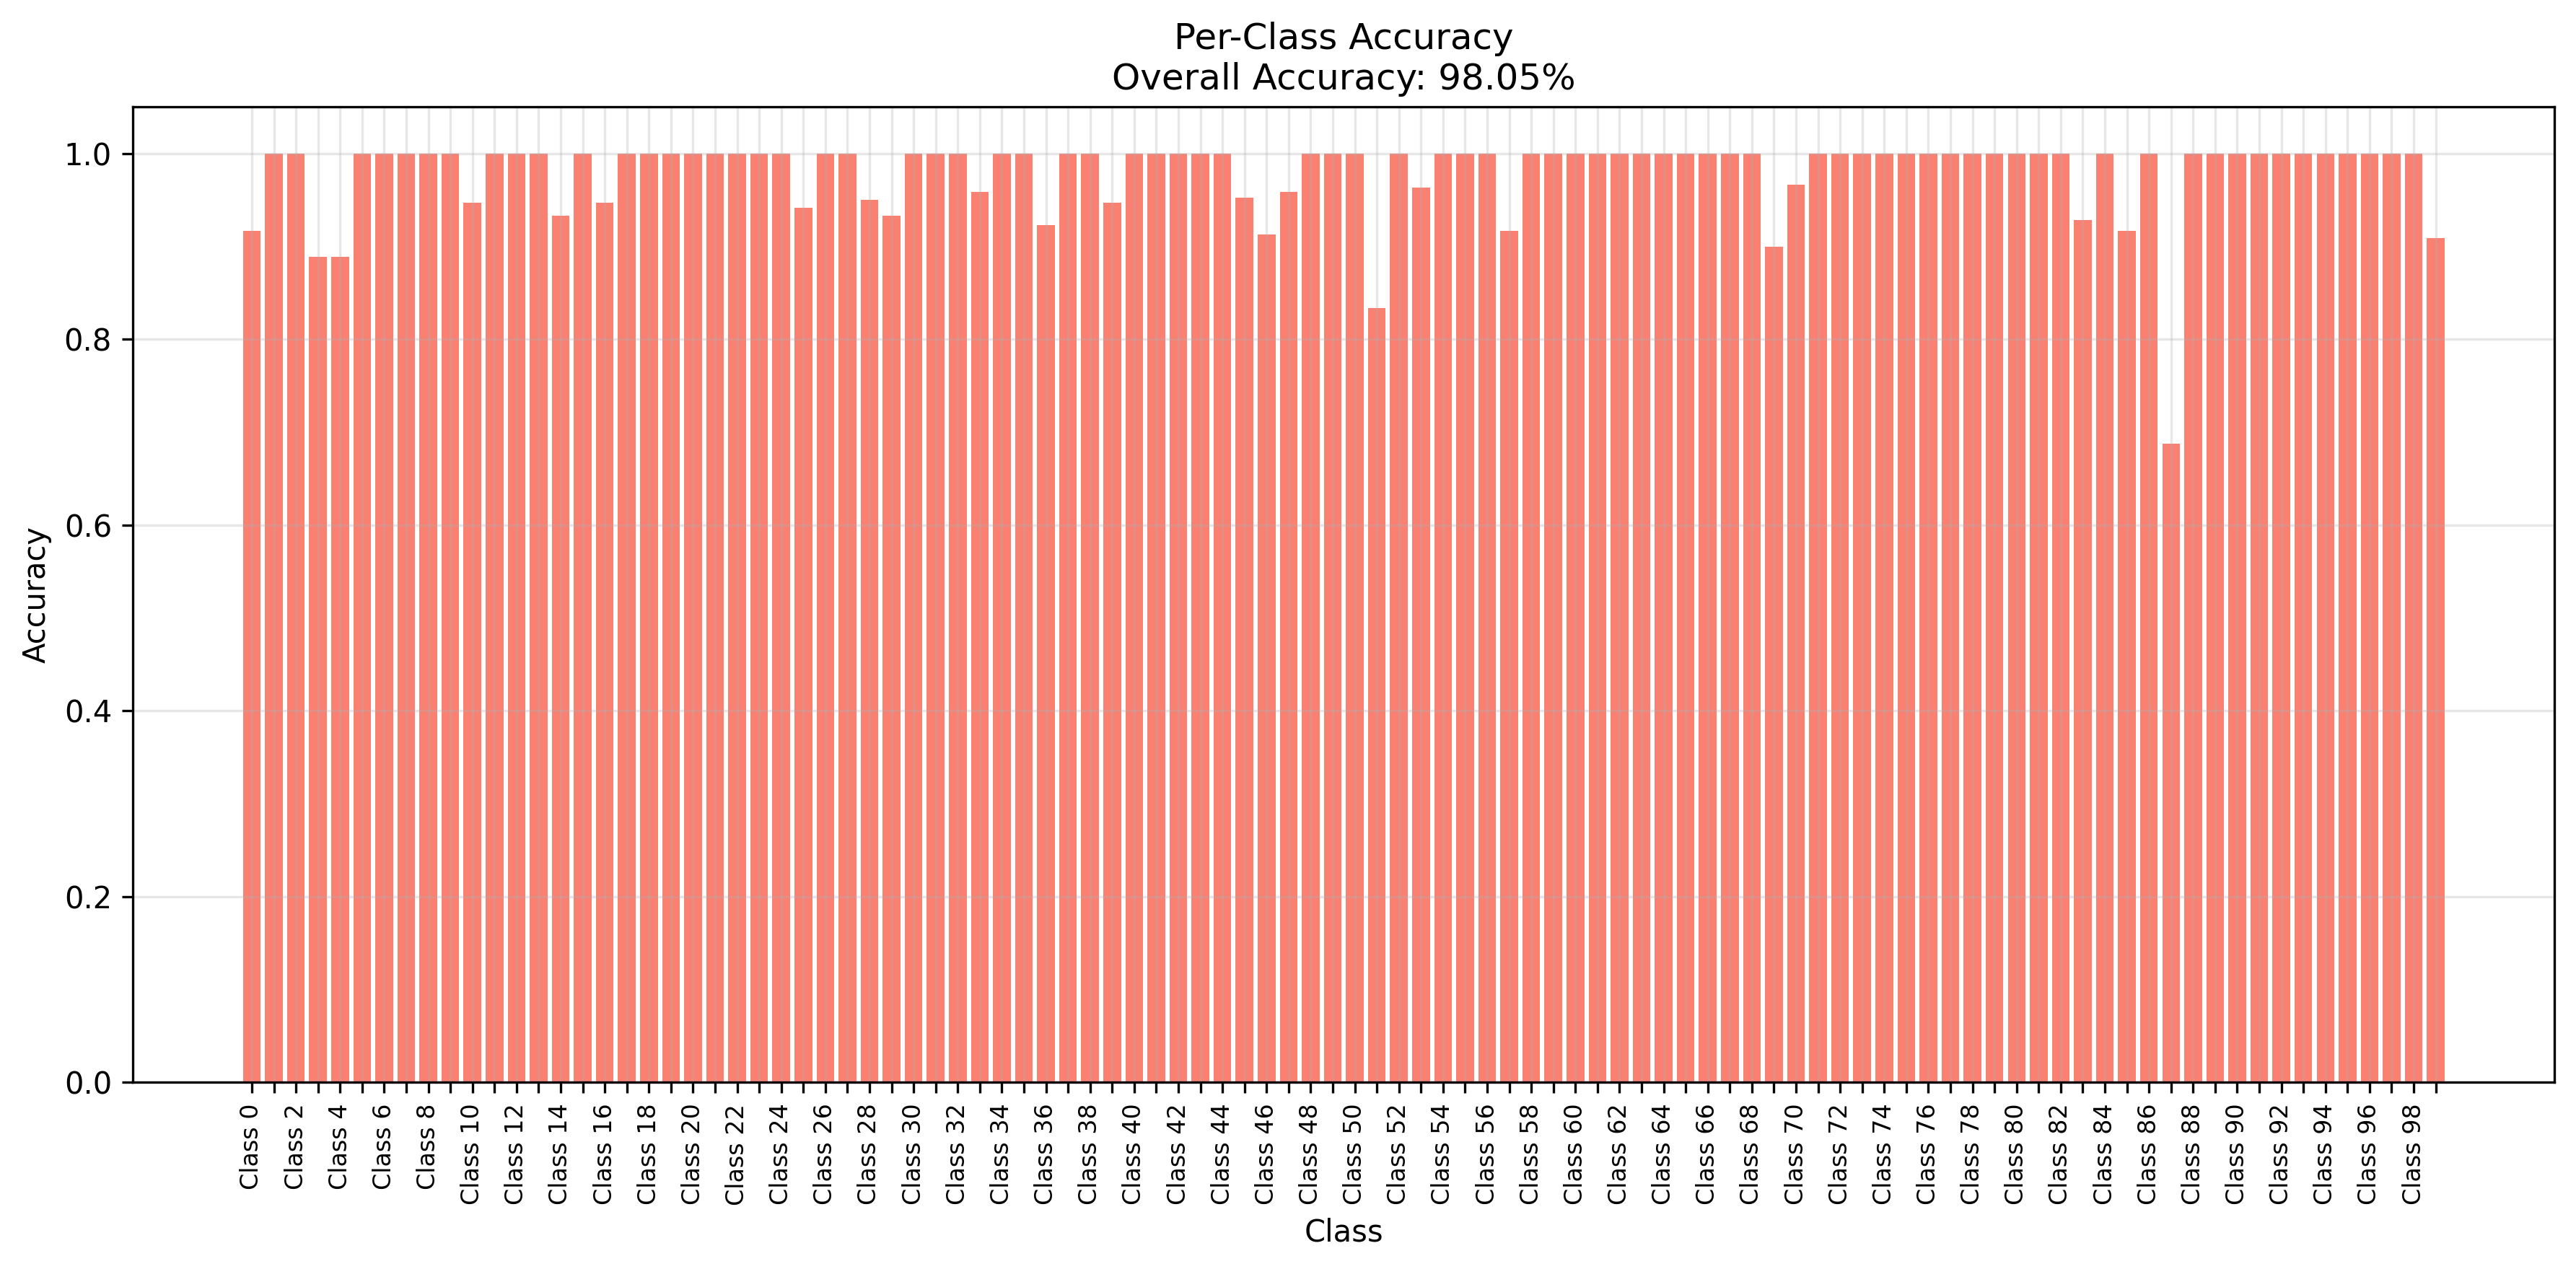 Per-Class Accuracy
Overall Accuracy: 98.05%
Accuracy
1.0
0.8
0.6
0.4
0.2
0.0
Class 0
Class 2
Class 4
Class 6
Class 8
Class 10
Class 12
Class 14
Class 16
Class 18
Class 20
Class 22
Class 24
Class 26
Class 28
Class 30
Class 32
Class 34
Class 36
Class 38
Class 40
Class 42
Class 44
Class 46
Class 48
Class 50
Class 52
Class 54
Class 56
Class 58
Class 60
Class 62
Class 64
Class 66
Class 68
Class 70
Class 72
Class 74
Class 76
Class 78
Class 80
Class 82
Class 84
Class 86
Class 88
Class 90
Class 92
Class 94
Class 96
Class 98
Class